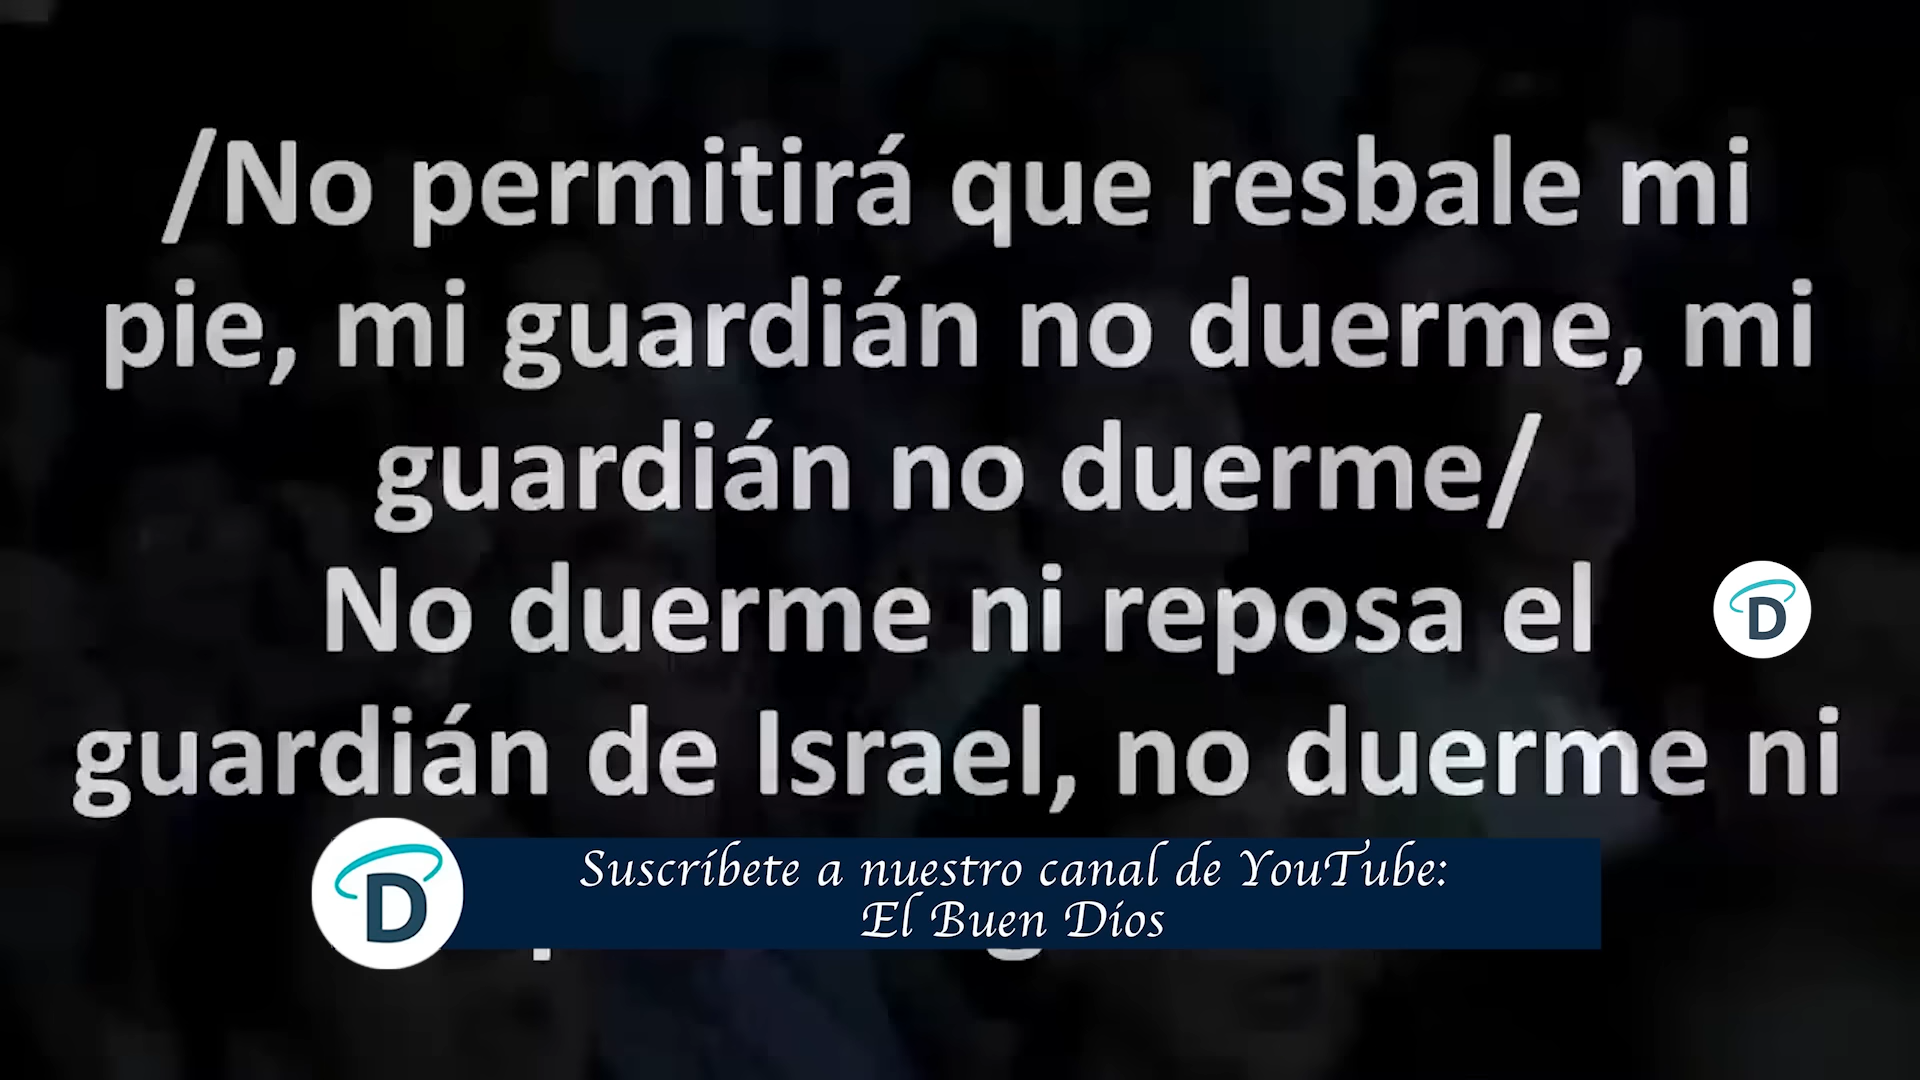 /No permitirá que resbale mi
pie, mi guardián no duerme, mi
guardián no duerme/
No duerme ni reposa el
D
guardián de Israel, no duerme ni
D
Suscríbete a nuestro canal de YouTube:
El Buen Dios